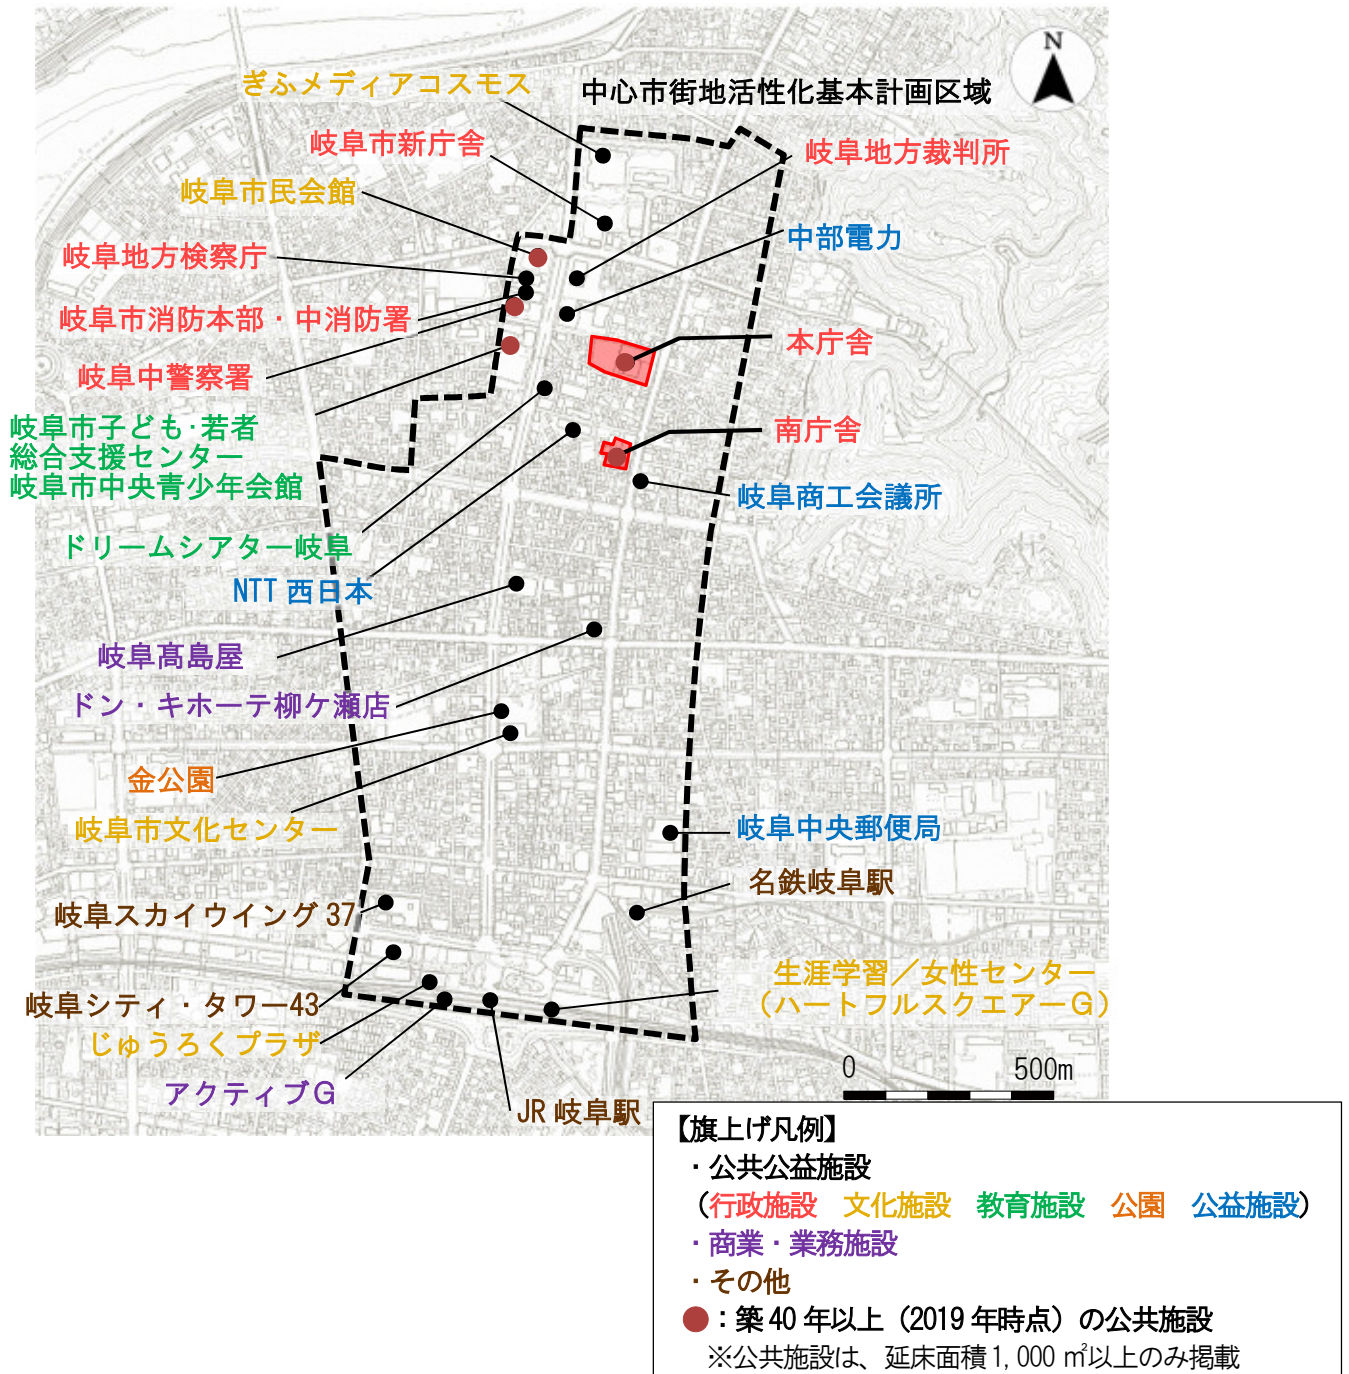 N
ぎふメディアコスモス
中心市街地活性化基本計画区域
岐阜市新庁舎
岐阜地方裁判所
岐阜市民会館
中部電力
岐阜地方検察庁
岐阜市消防本部・中消防署
本庁舎
岐阜中警察署
岐阜市子ども・若者
総合支援センター
岐阜市中央青少年会館
南庁舎
岐阜商工会議所
ドリームシアター岐阜
NTT 西日本
岐阜髙島屋
ドン・キホーテ柳ケ瀬店
金公園
岐阜市文化センター
岐阜中央郵便局
名鉄岐阜駅
岐阜スカイウイング 37
生涯学習／女性センター
（ハートフルスクエアーＧ）
岐阜シティ・タワー43
じゅうろくプラザ
アクティブＧ
JR 岐阜駅
0 500m
【旗上げ凡例】
・公共公益施設
（行政施設　文化施設　教育施設　公園　公益施設）
・商業・業務施設
・その他
●：築 40 年以上（2019 年時点）の公共施設
※公共施設は、延床面積 1,000 ㎡以上のみ掲載